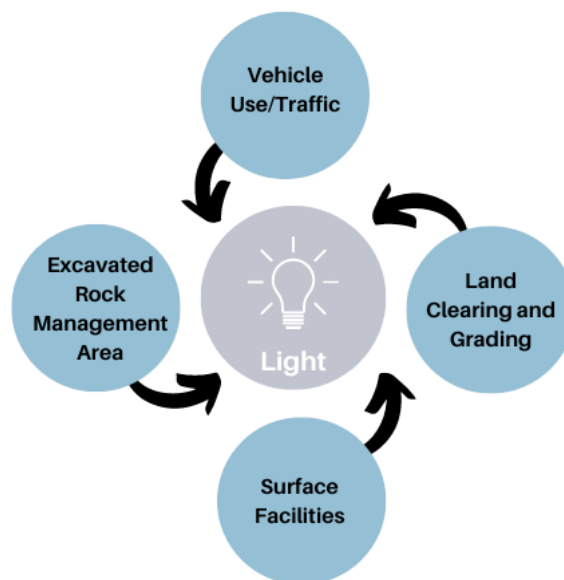 Vehicle
Use/Traffic
Excavated
Rock
Management
Area
Light
Land
Clearing and
Grading
Surface
Facilities